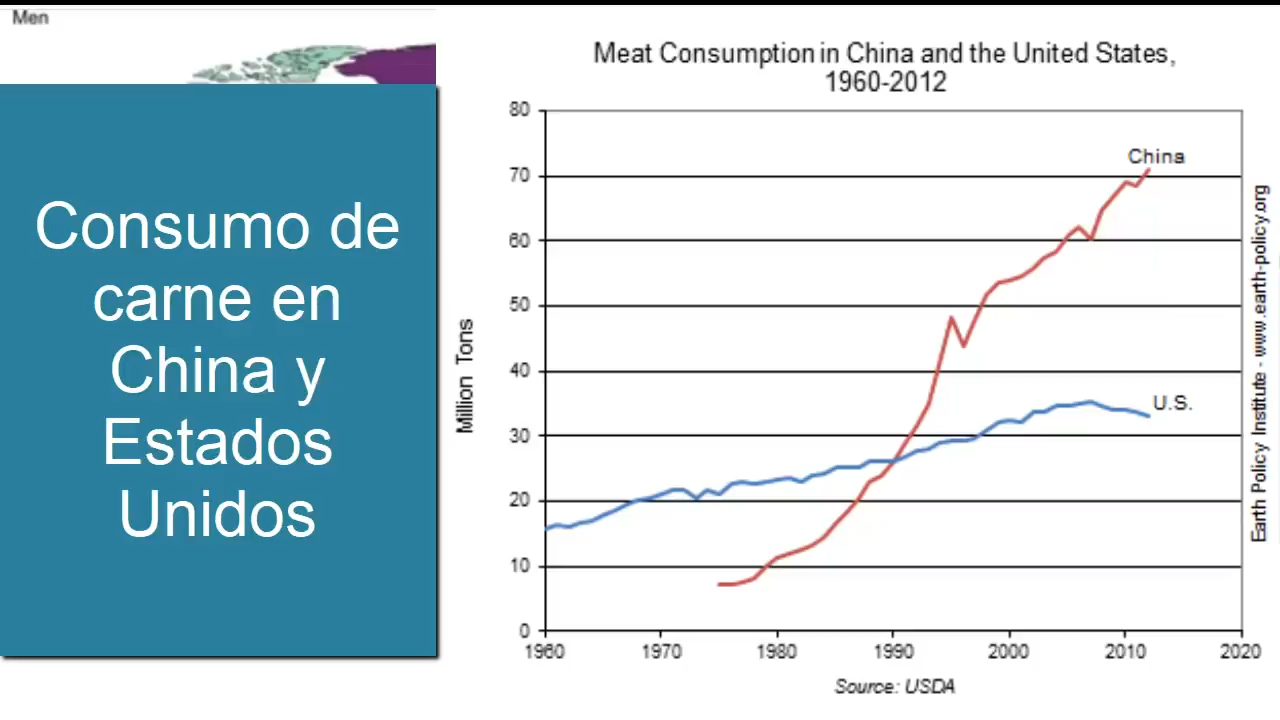 Men
Consumo de
carne en
China y
Estados
Unidos
Meat Consumption in China and the United States,
1960-2012
80
70
60
50
40
30
20
10
0
Million Tons
China
U.S.
1960
1970
1980
1990
2000
2010
2020
Source: USDA
Earth Policy Institute - www.earth-policy.org